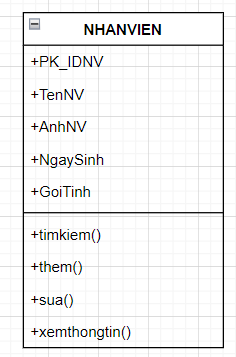 NHANVIEN
+PK_IDNV
+TenNV
+AnhNV
+NgaySinh
+GoiTinh
+timkiem()
+them()
+sua()
+xemthongtin()